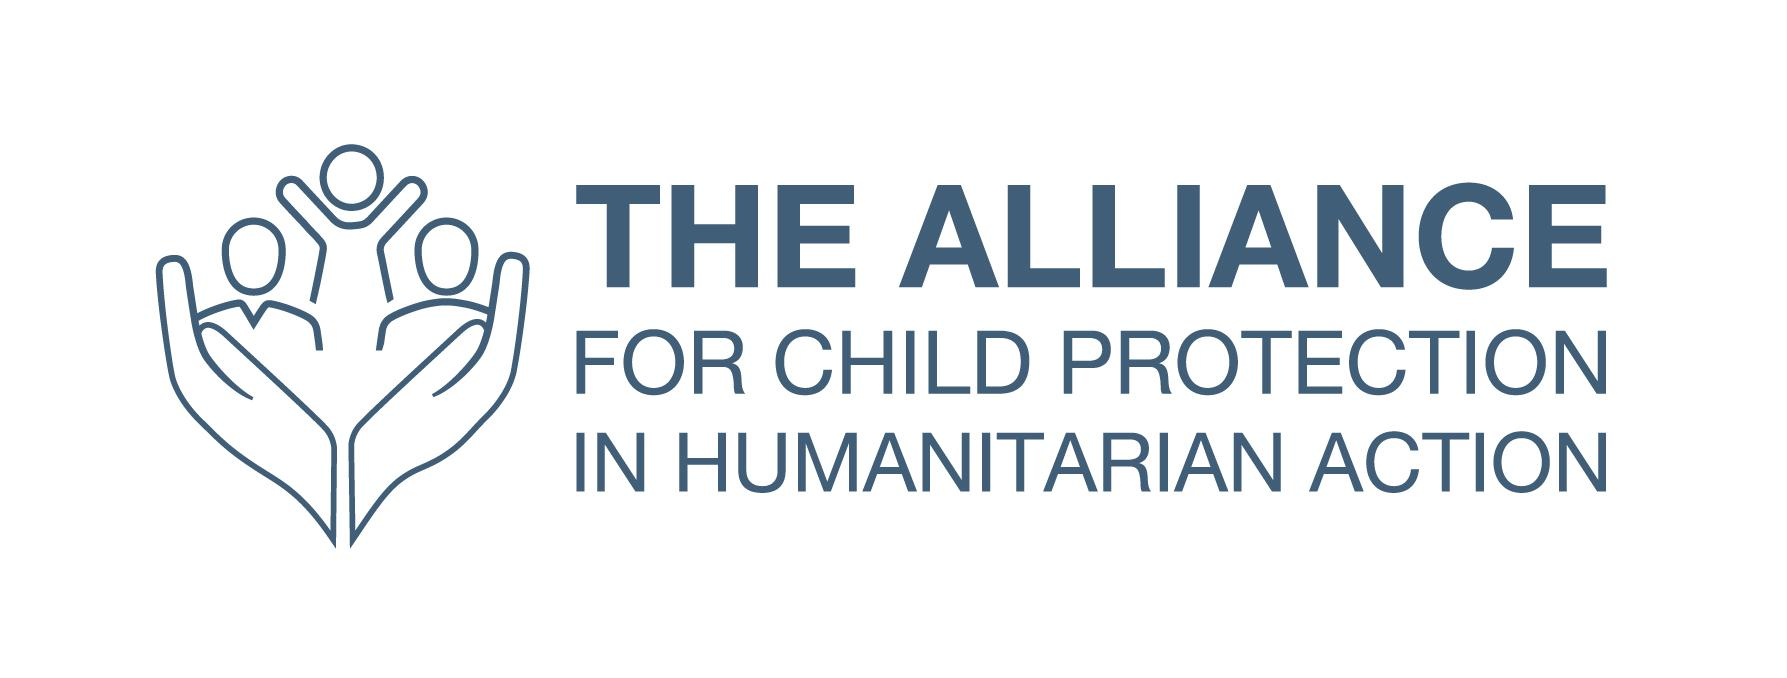 THE ALLIANCE
FOR CHILD PROTECTION
IN HUMANITARIAN ACTION